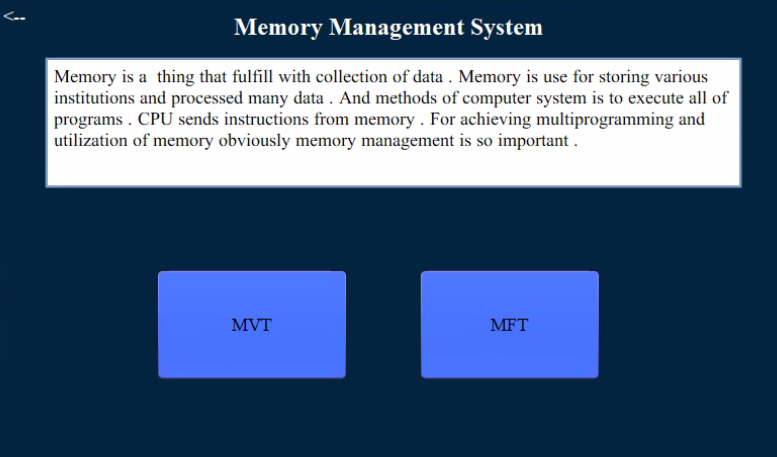 <--
Memory Management System
Memory is a  thing that fulfill with collection of data . Memory is use for storing various
institutions and processed many data . And methods of computer system is to execute all of
programs . CPU sends instructions from memory . For achieving multiprogramming and
utilization of memory obviously memory management is so important .
MVT
MFT